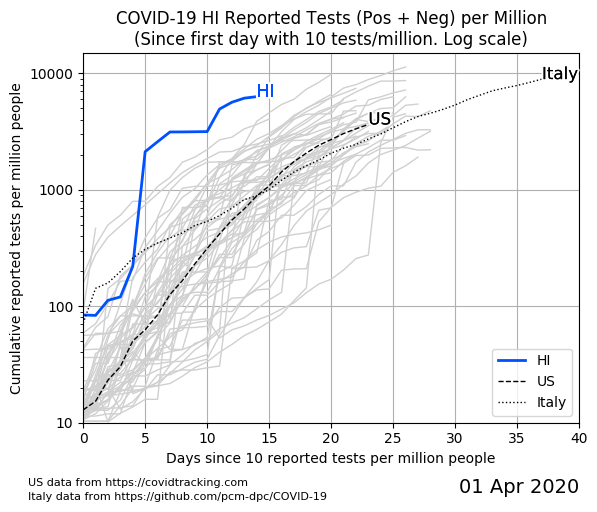 COVID-19 HI Reported Tests (Pos + Neg) per Million
(Since first day with 10 tests/million. Log scale)
Cumulative reported tests per million people
10000
1000
100
10
HI
US
Italy
HI
US
Italy
0 5 10 15 20 25 30 35 40
Days since 10 reported tests per million people
US data from https://covidtracking.com
Italy data from https://github.com/pcm-dpc/COVID-19
01 Apr 2020